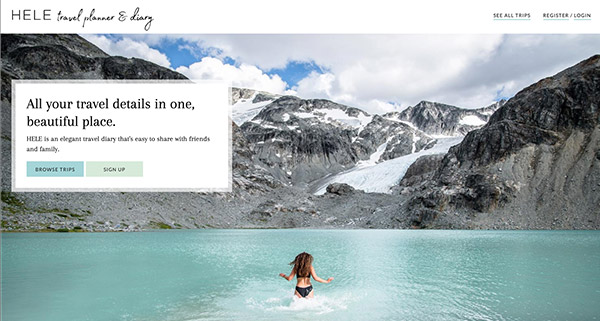 HELE travel planner & diary
SEE ALL TRIPS
REGISTER / LOGIN
All your travel details in one,
beautiful place.
HELE is an elegant travel diary that's easy to share with friends
and family.
BROWSE TRIPS
SIGN UP